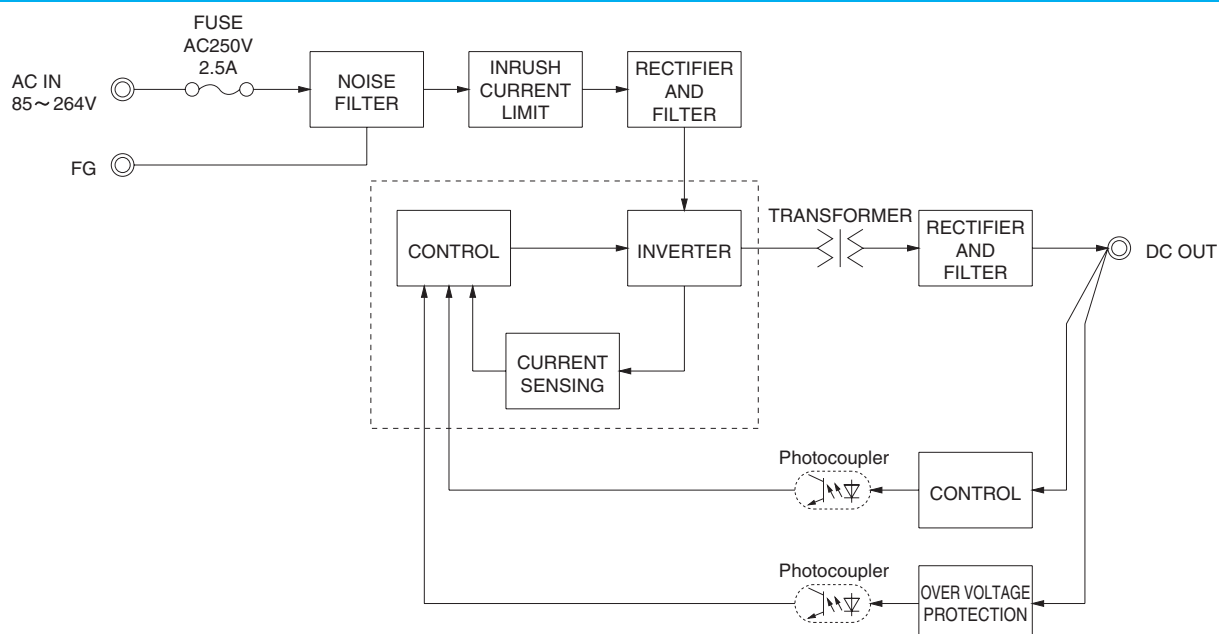 FUSE
AC250V
2.5A
AC IN
85～264V
NOISE
FILTER
INRUSH
CURRENT
LIMIT
RECTIFIER
AND
FILTER
FG
CONTROL
INVERTER
TRANSFORMER
RECTIFIER
AND
FILTER
DC OUT
CURRENT
SENSING
Photocoupler
CONTROL
Photocoupler
OVER VOLTAGE
PROTECTION